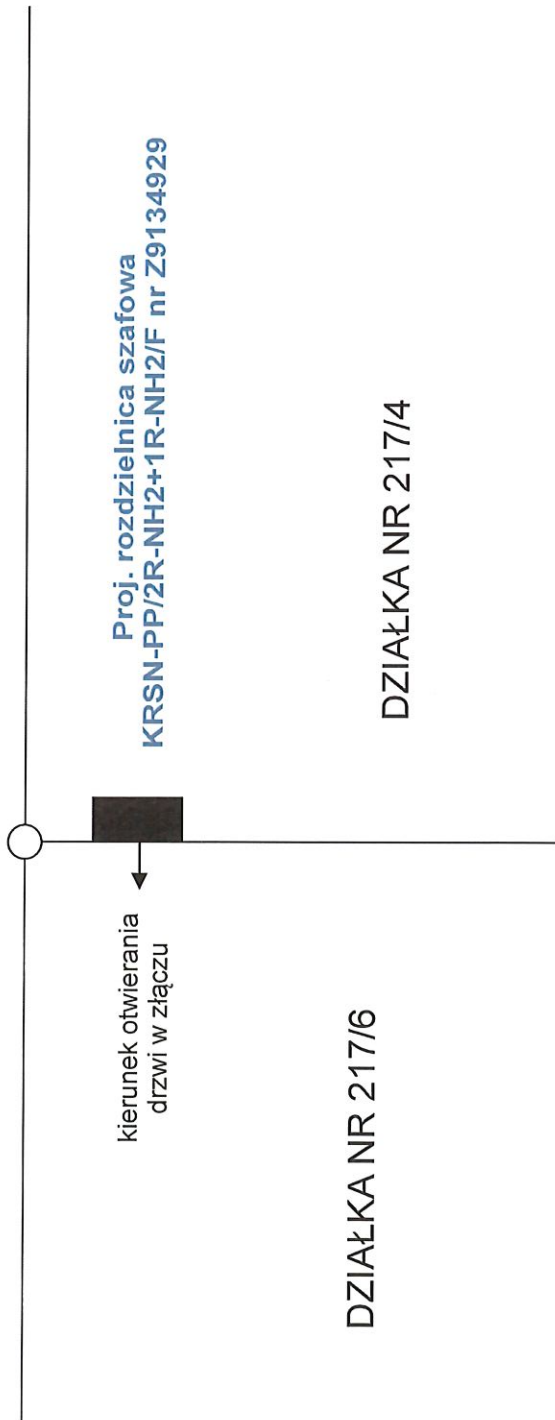 Proj. rozdzielnica szafowa
KRSN-PP/2R-NH2+1R-NH2/F nr Z9134929
kierunek otwierania
drzwi w złączu
DZIAŁKA NR 217/6
DZIAŁKA NR 217/4